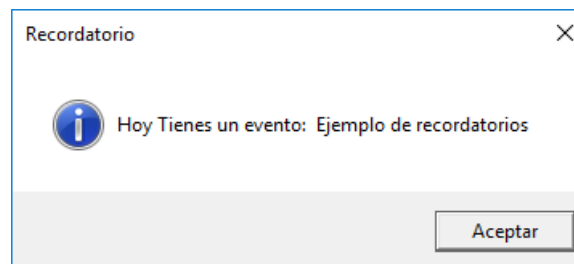 Recordatorio
Hoy Tienes un evento: Ejemplo de recordatorios
Aceptar